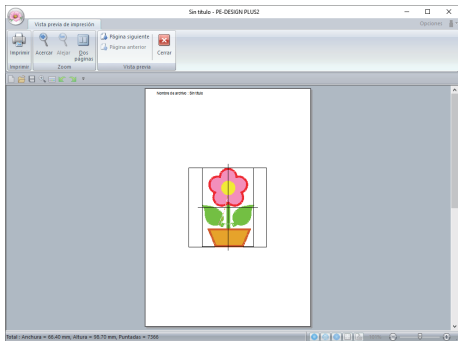 Sin título - PE-DESIGN PLUS2
Vista previa de impresión
Opciones
Imprimir
Acercar
Alejar
Dos páginas
Página siguiente
Página anterior
Cerrar
Imprimir
Zoom
Vista previa
Nombre de archivo : Sin título
Total : Anchura = 66.40 mm, Altura = 99.70 mm, Puntadas = 7366